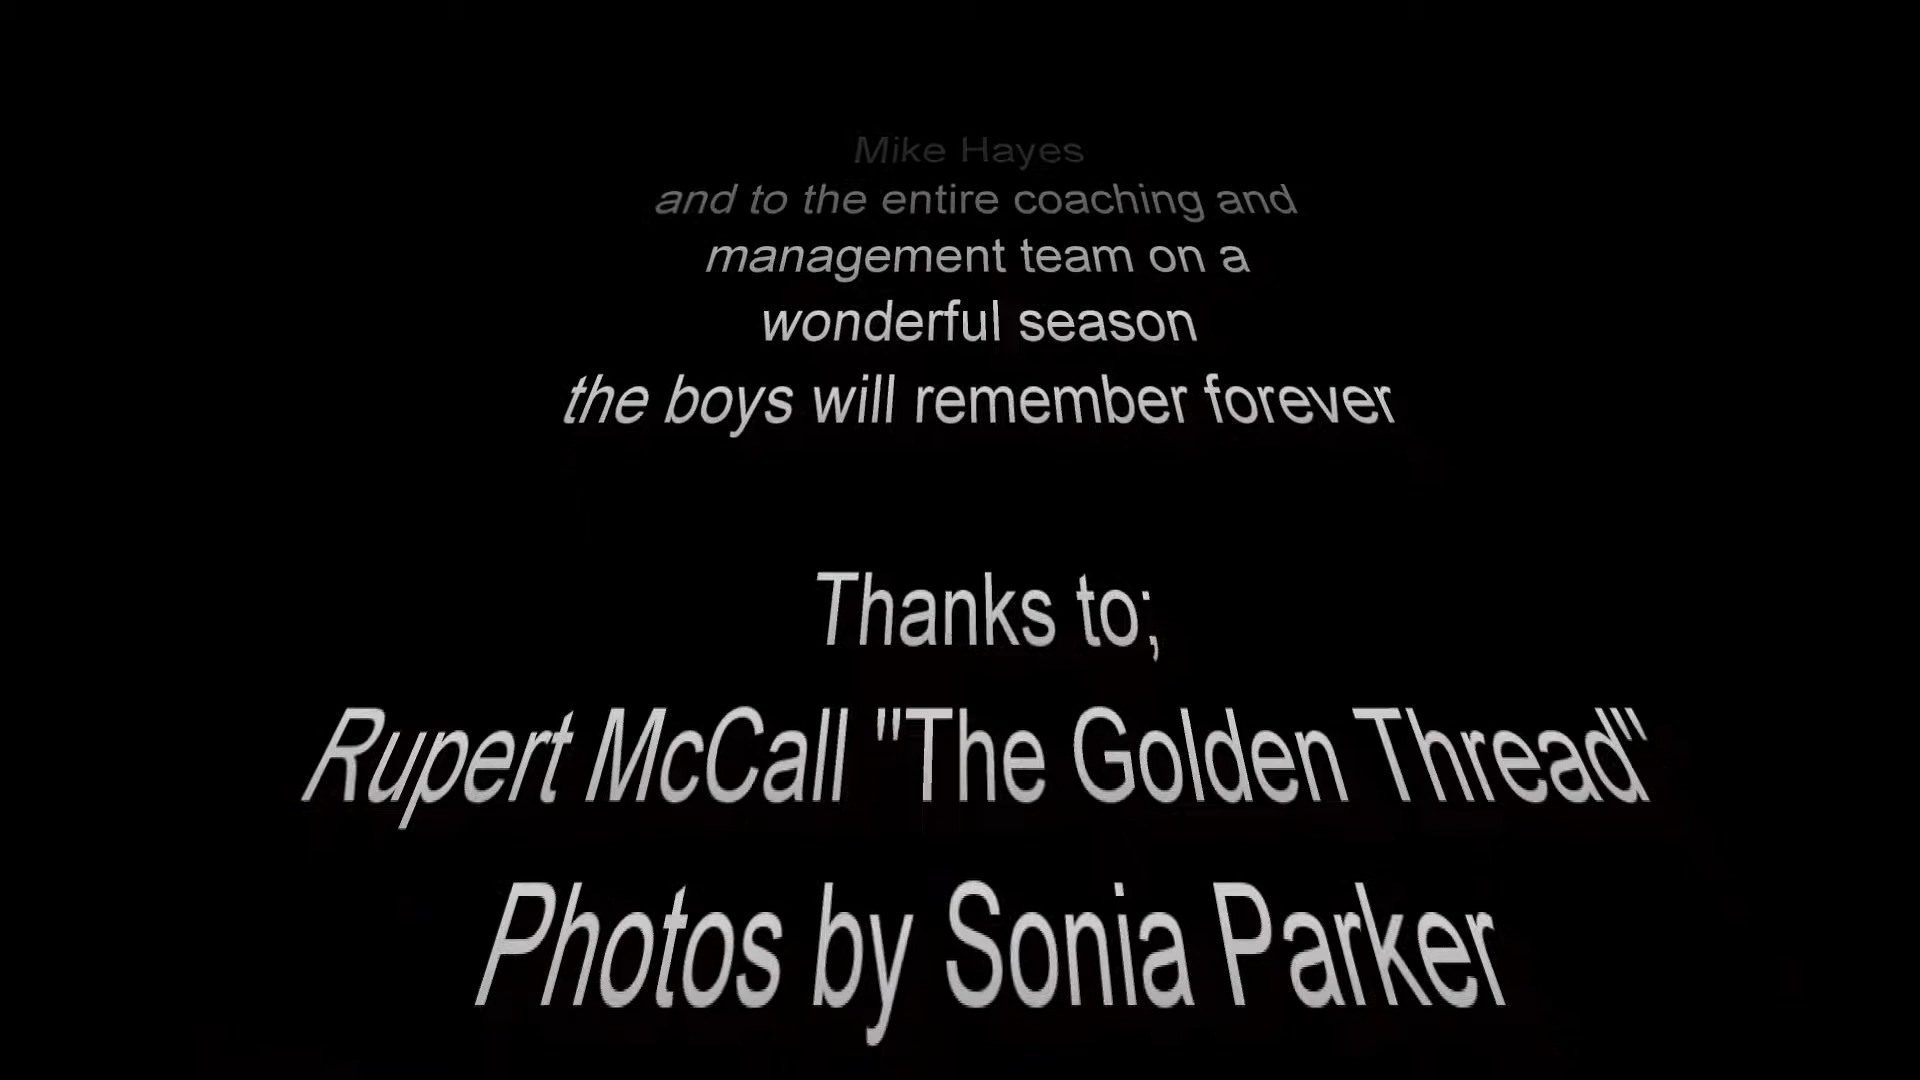 Mike Hayes
and to the entire coaching and
management team on a
wonderful season
the boys will remember forever
Thanks to;
Rupert McCall "The Golden Thread"
Photos by Sonia Parker